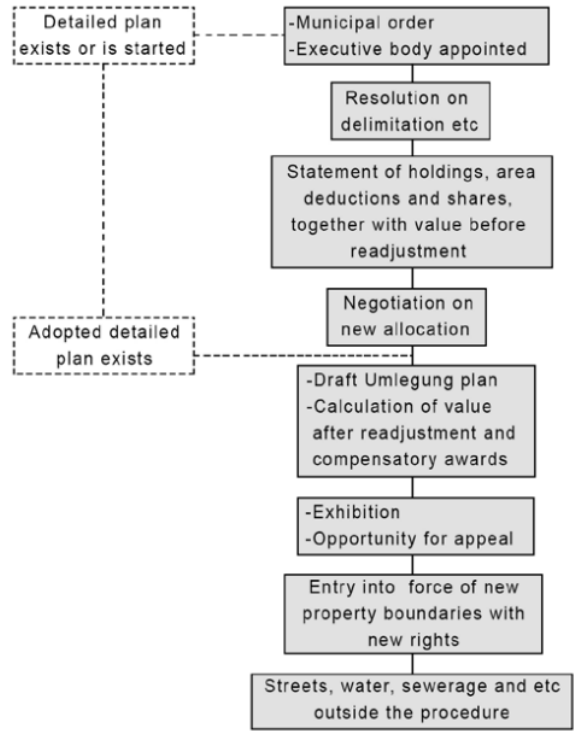 Detailed plan
exists or is started
-Municipal order
-Executive body appointed
Resolution on
delimitation etc
Statement of holdings, area
deductions and shares,
together with value before
readjustment
Negotiation on
new allocation
Adopted detailed
plan exists
-Draft Umlegung plan
-Calculation of value
after readjustment and
compensatory awards
-Exhibition
-Opportunity for appeal
Entry into force of new
property boundaries with
new rights
Streets, water, sewerage and etc
outside the procedure